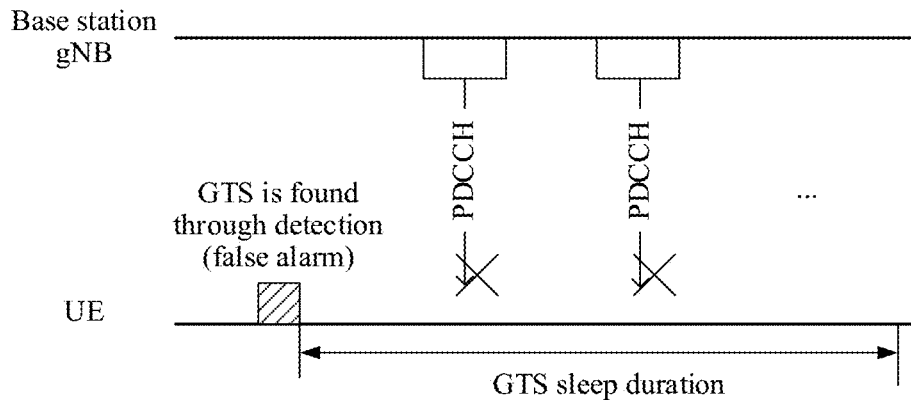 Base station
gNB
PDCCH
PDCCH
GTS is found
through detection
(false alarm)
...
UE
GTS sleep duration